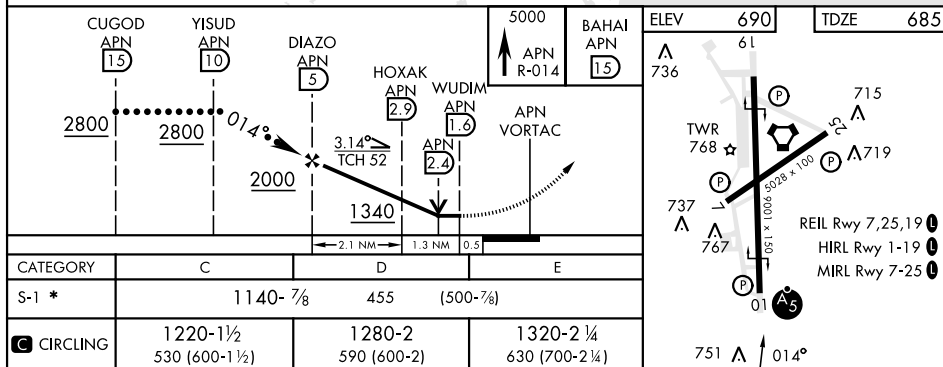 CUGOD
APN
15
YISUD
APN
10
DIAZO
APN
5
HOXAK
APN
2.9
WUDIM
APN
1.6
APN
2.4
APN
VORTAC
5000
APN
R-014
BAHAI
APN
15
2800
2800
014°
2000
3.14°
TCH 52
1340
2.1 NM
1.3 NM
0.5
CATEGORY C D E
S-1 * 1140-⅞ 455 (500-⅞)
C CIRCLING 1220-1½ 1280-2 1320-2¼
530 (600-1½) 590 (600-2) 630 (700-2¼)
ELEV 690 TDZE 685
736
19
P
715
TWR
768
25
P
719
P
5028 x 100
7
737
767
9001 x 150
REIL Rwy 7,25,19 L
HIRL Rwy 1-19 L
MIRL Rwy 7-25 L
P
01
A5
751
014°